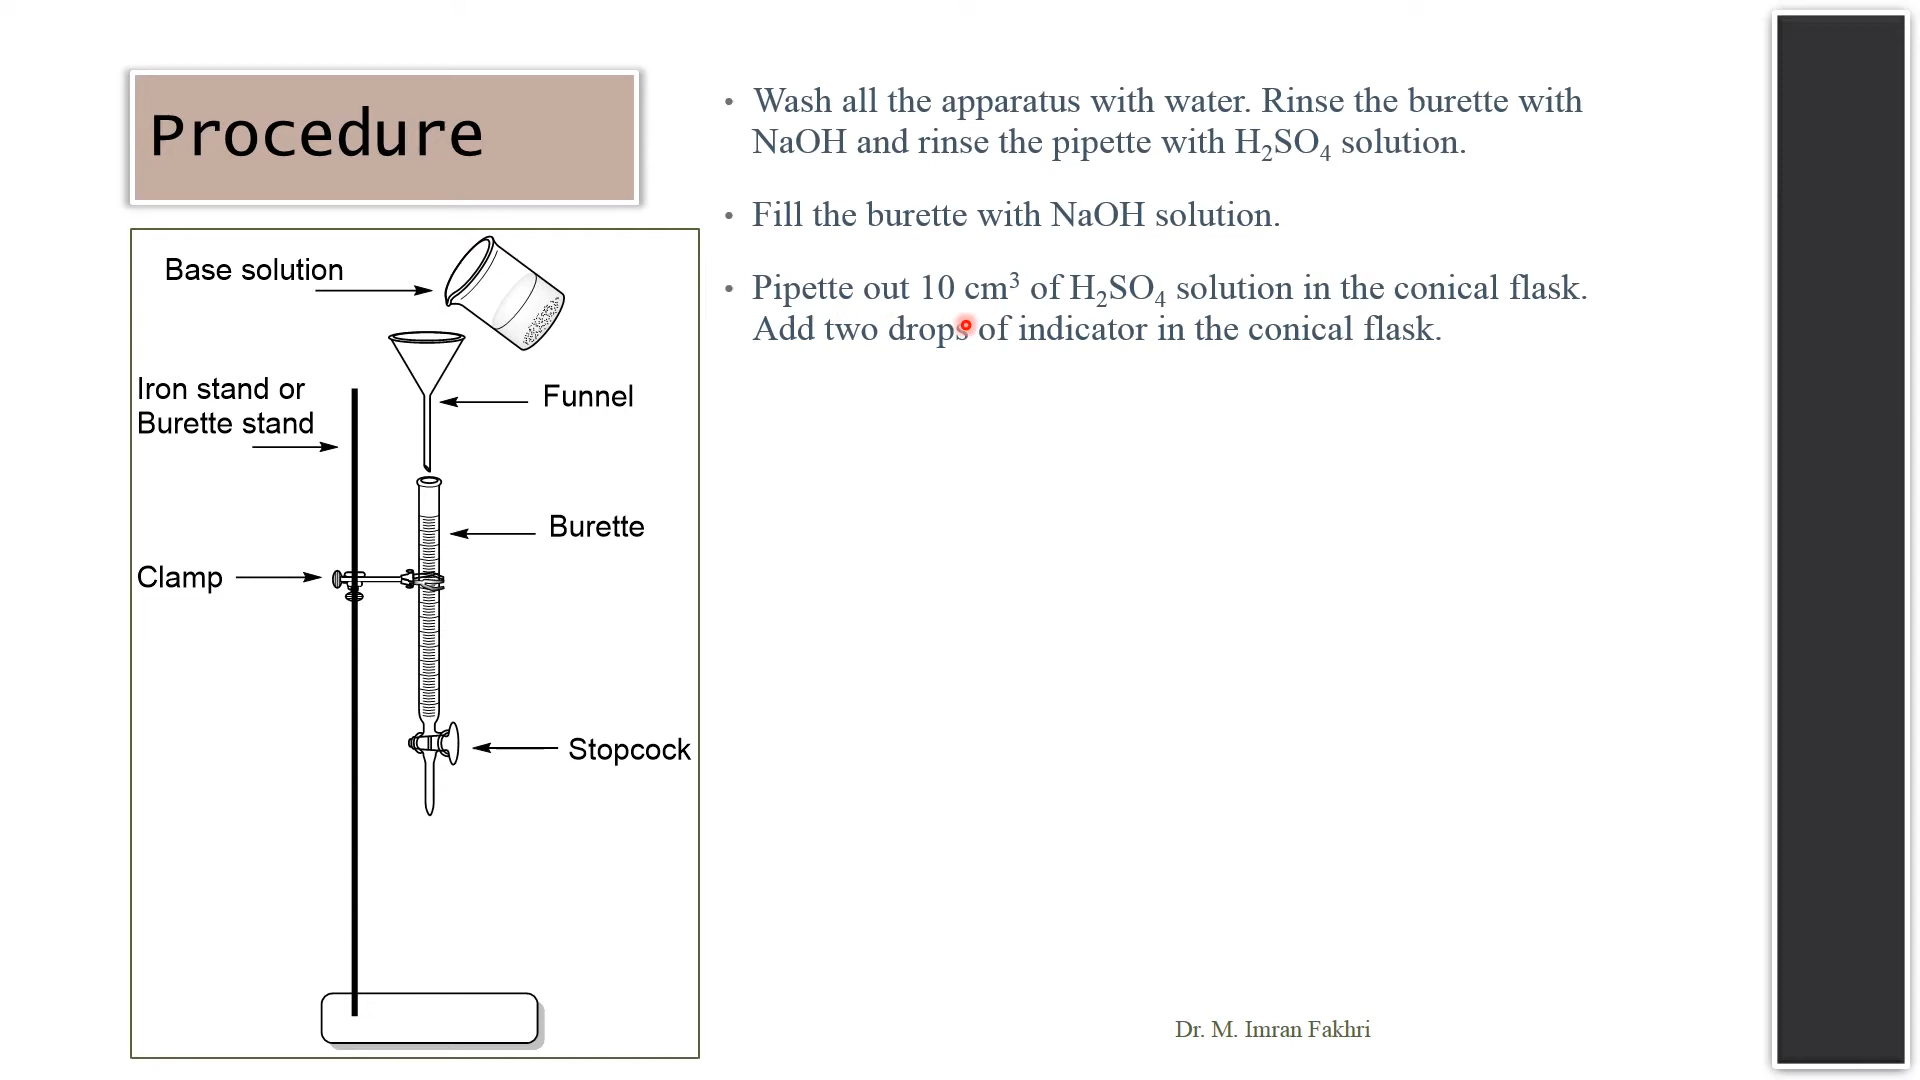 Procedure
• Wash all the apparatus with water. Rinse the burette with
NaOH and rinse the pipette with H₂SO₄ solution.
• Fill the burette with NaOH solution.
• Pipette out 10 cm³ of H₂SO₄ solution in the conical flask.
Add two drops of indicator in the conical flask.
Base solution
Iron stand or
Burette stand
Funnel
Burette
Clamp
Stopcock
Dr. M. Imran Fakhri